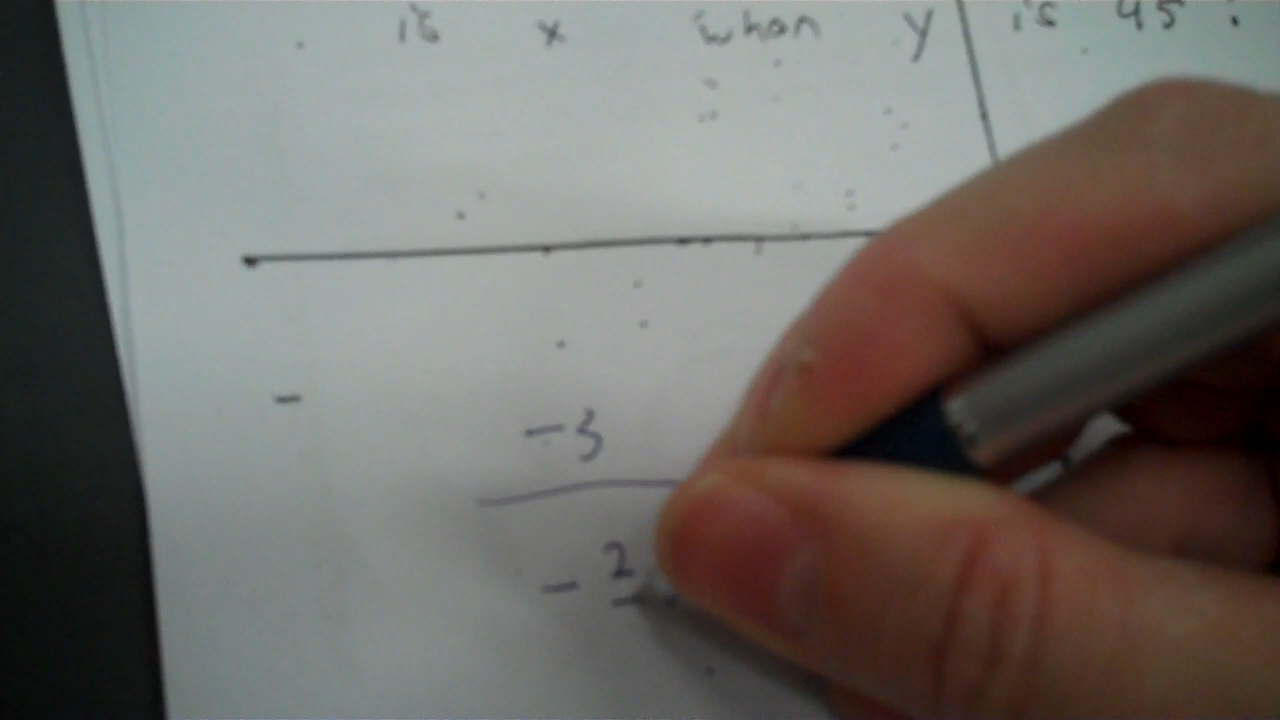 is x when y is 45 .
-
-3
- 2